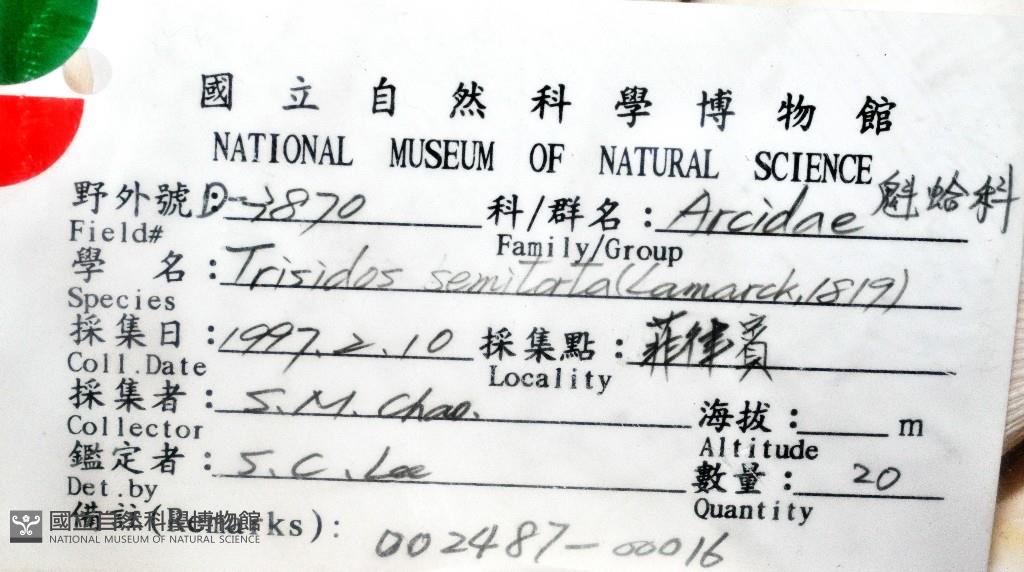 國立自然科學博物館
NATIONAL MUSEUM OF NATURAL SCIENCE
野外號 D-3870 科/群名：Arcidae 魁蛤科
Field# Family/Group
學 名：Trisidos semitorta (Lamarck, 1819)
Species
採集日：1997.2.10 採集點：菲律賓
Coll.Date Locality
採集者：S.M. Chao.
Collector
海拔： m
Altitude
鑑定者：S.C. Lee
Det.by
數量： 20
Quantity
備註(Remarks):
002487-00016
國立自然科學博物館
NATIONAL MUSEUM OF NATURAL SCIENCE